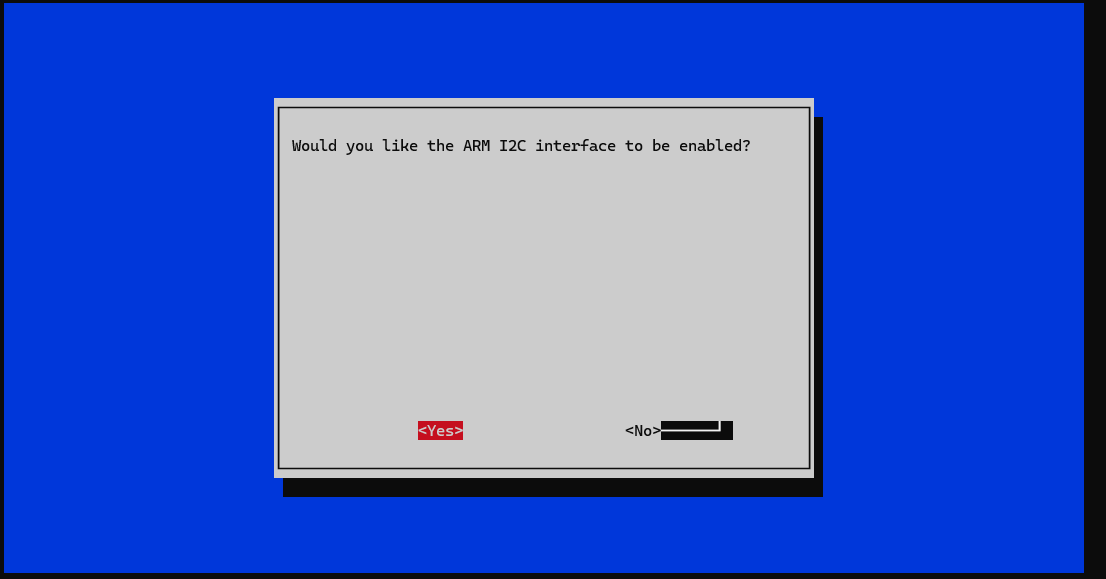 Would you like the ARM I2C interface to be enabled?
<Yes> <No>